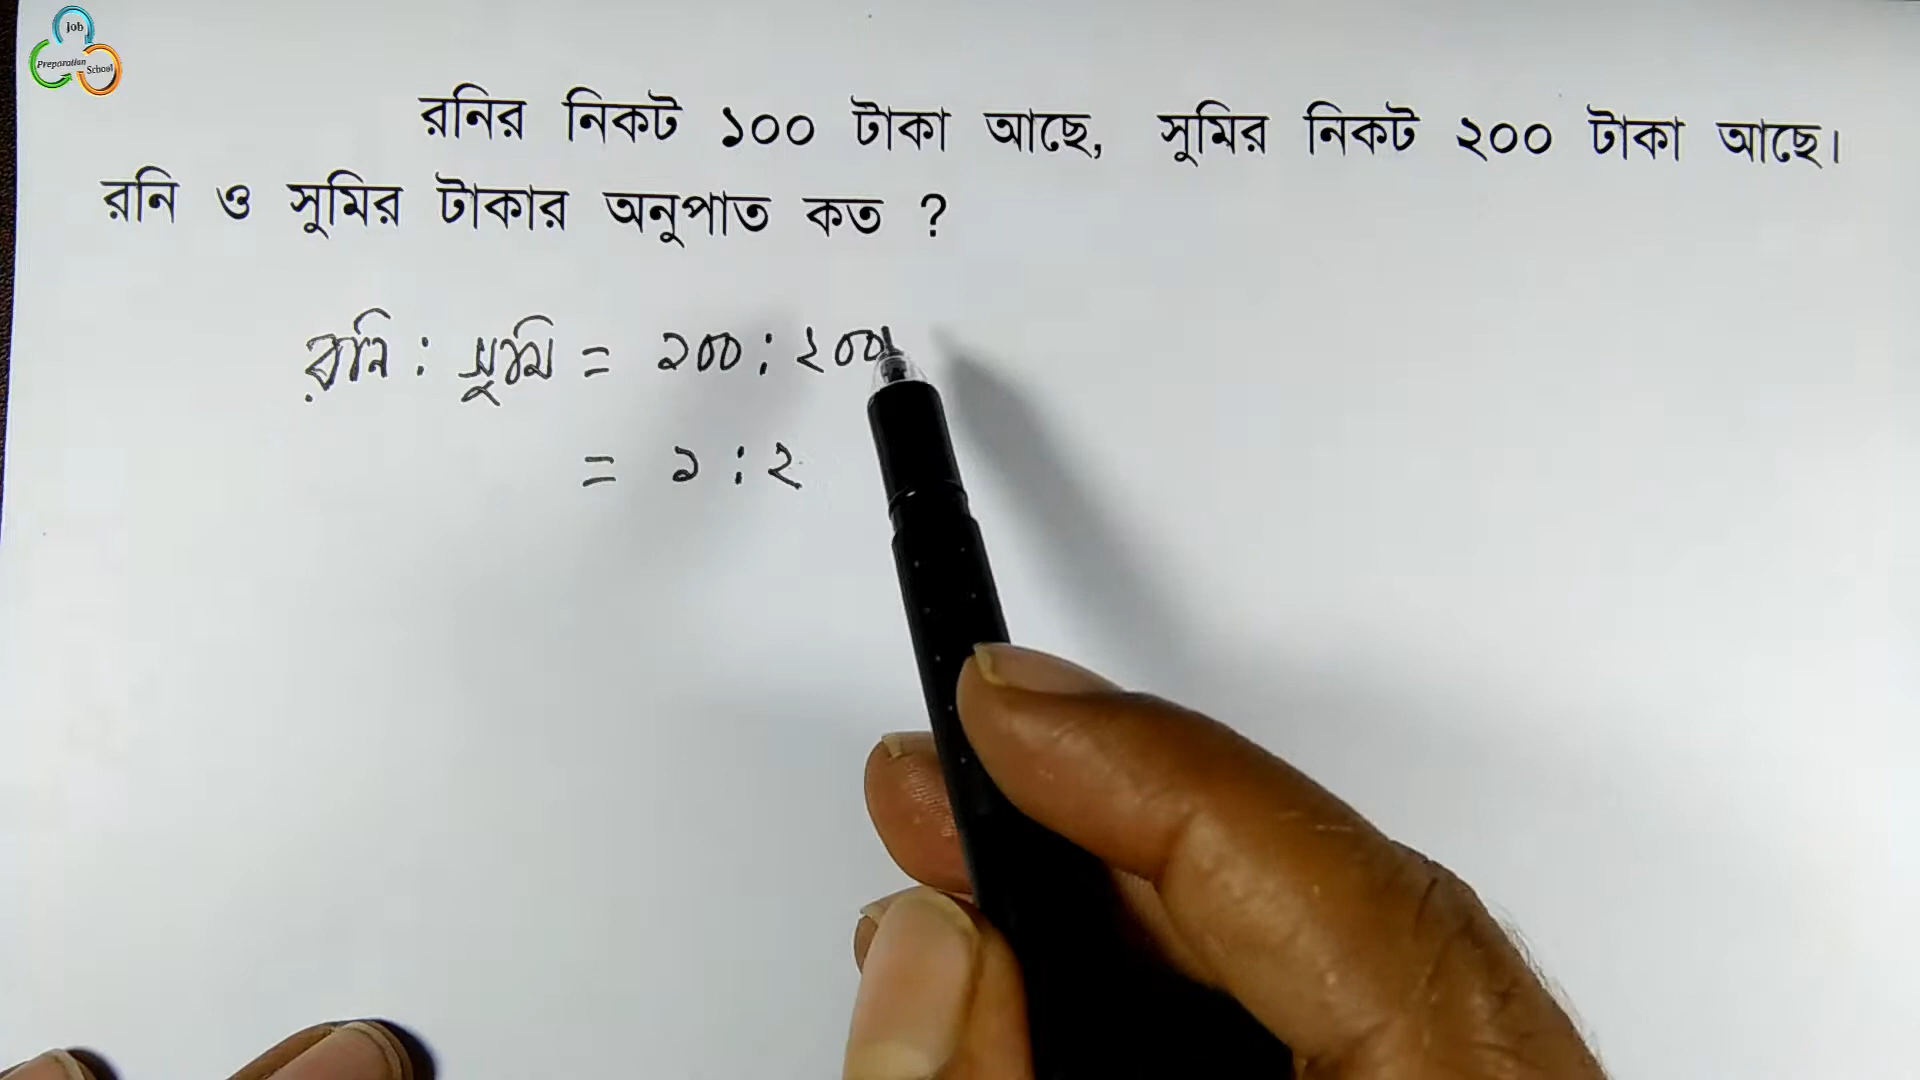 Job
Preparation
School
রনির নিকট ১০০ টাকা আছে, সুমির নিকট ২০০ টাকা আছে।
রনি ও সুমির টাকার অনুপাত কত ?
রনি : সুমি = ১০০ : ২০০
= ১ : ২